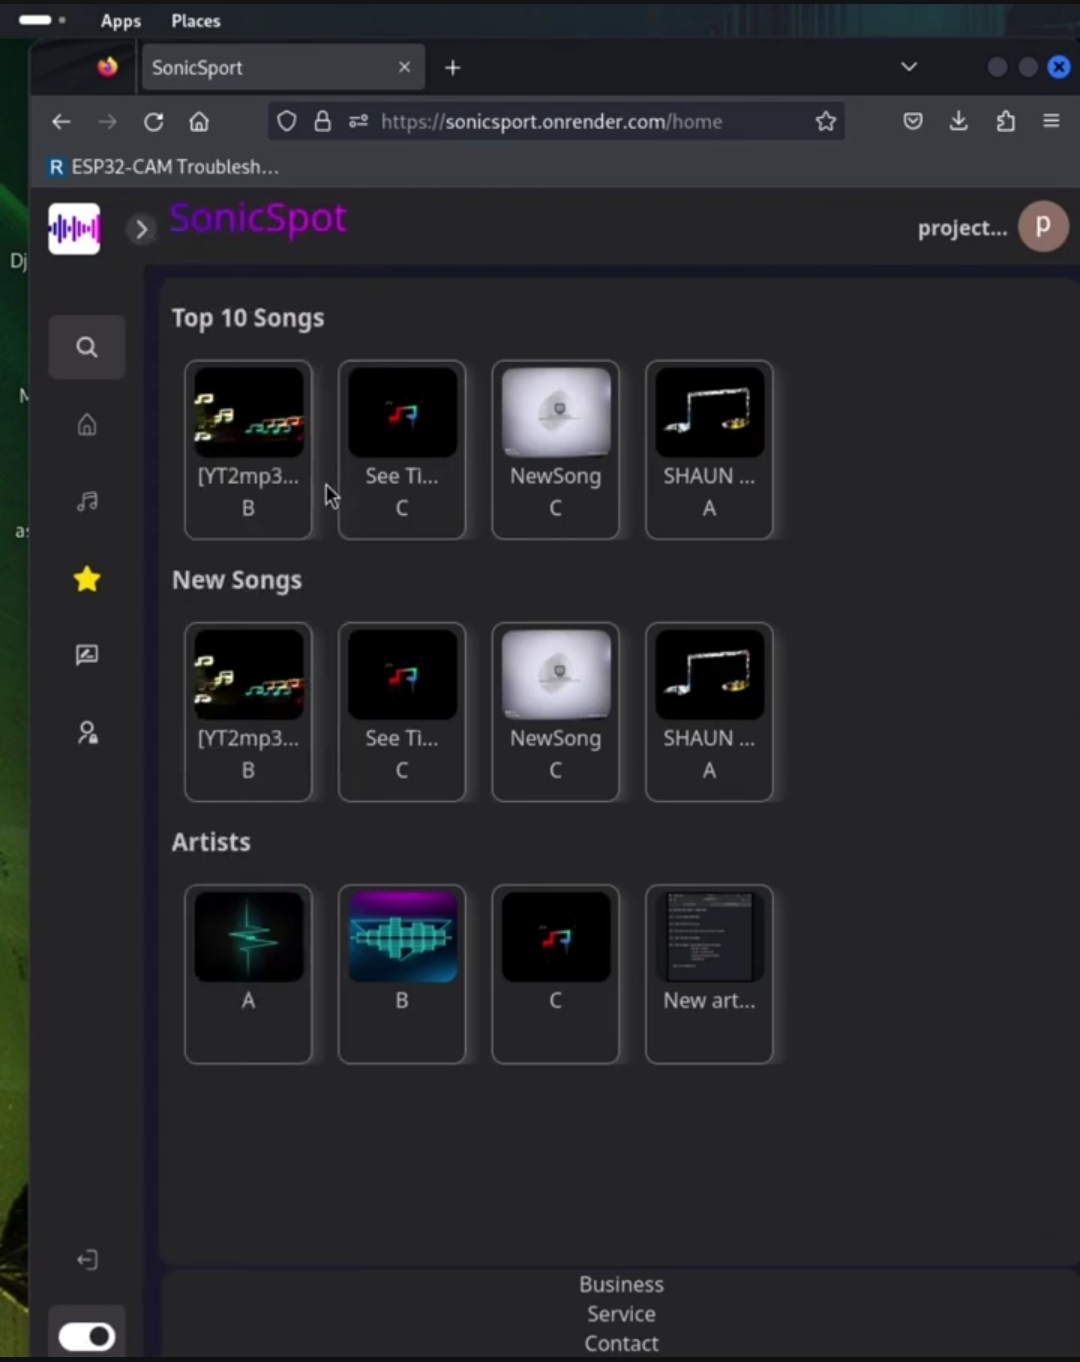 Apps Places
SonicSport
https://sonicsport.onrender.com/home
R ESP32-CAM Troublesh...
SonicSpot
project... p
Top 10 Songs
[YT2mp3... See Ti... NewSong SHAUN ...
B C C A
New Songs
[YT2mp3... See Ti... NewSong SHAUN ...
B C C A
Artists
A B C New art...
Business
Service
Contact